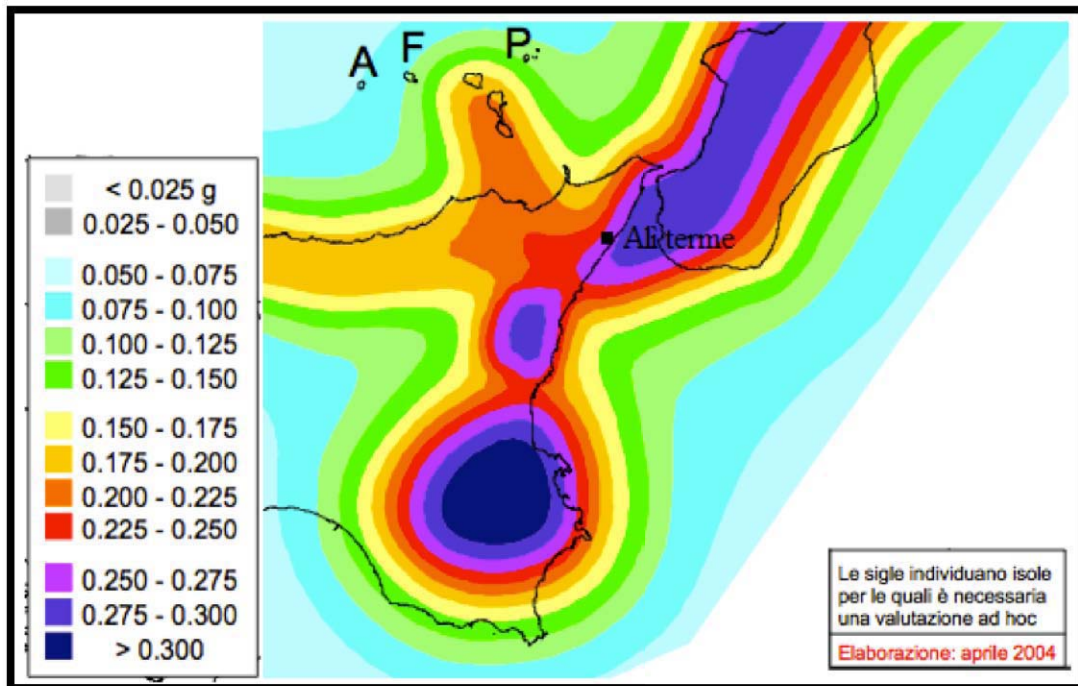 A
F
P
Ali terme
< 0.025 g
0.025 - 0.050
0.050 - 0.075
0.075 - 0.100
0.100 - 0.125
0.125 - 0.150
0.150 - 0.175
0.175 - 0.200
0.200 - 0.225
0.225 - 0.250
0.250 - 0.275
0.275 - 0.300
> 0.300
Le sigle individuano isole
per le quali è necessaria
una valutazione ad hoc
Elaborazione: aprile 2004